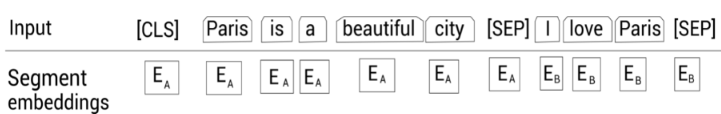 Input [CLS] Paris is a beautiful city [SEP] I love Paris [SEP]
Segment embeddings E_A E_A E_A E_A E_A E_A E_A E_B E_B E_B E_B